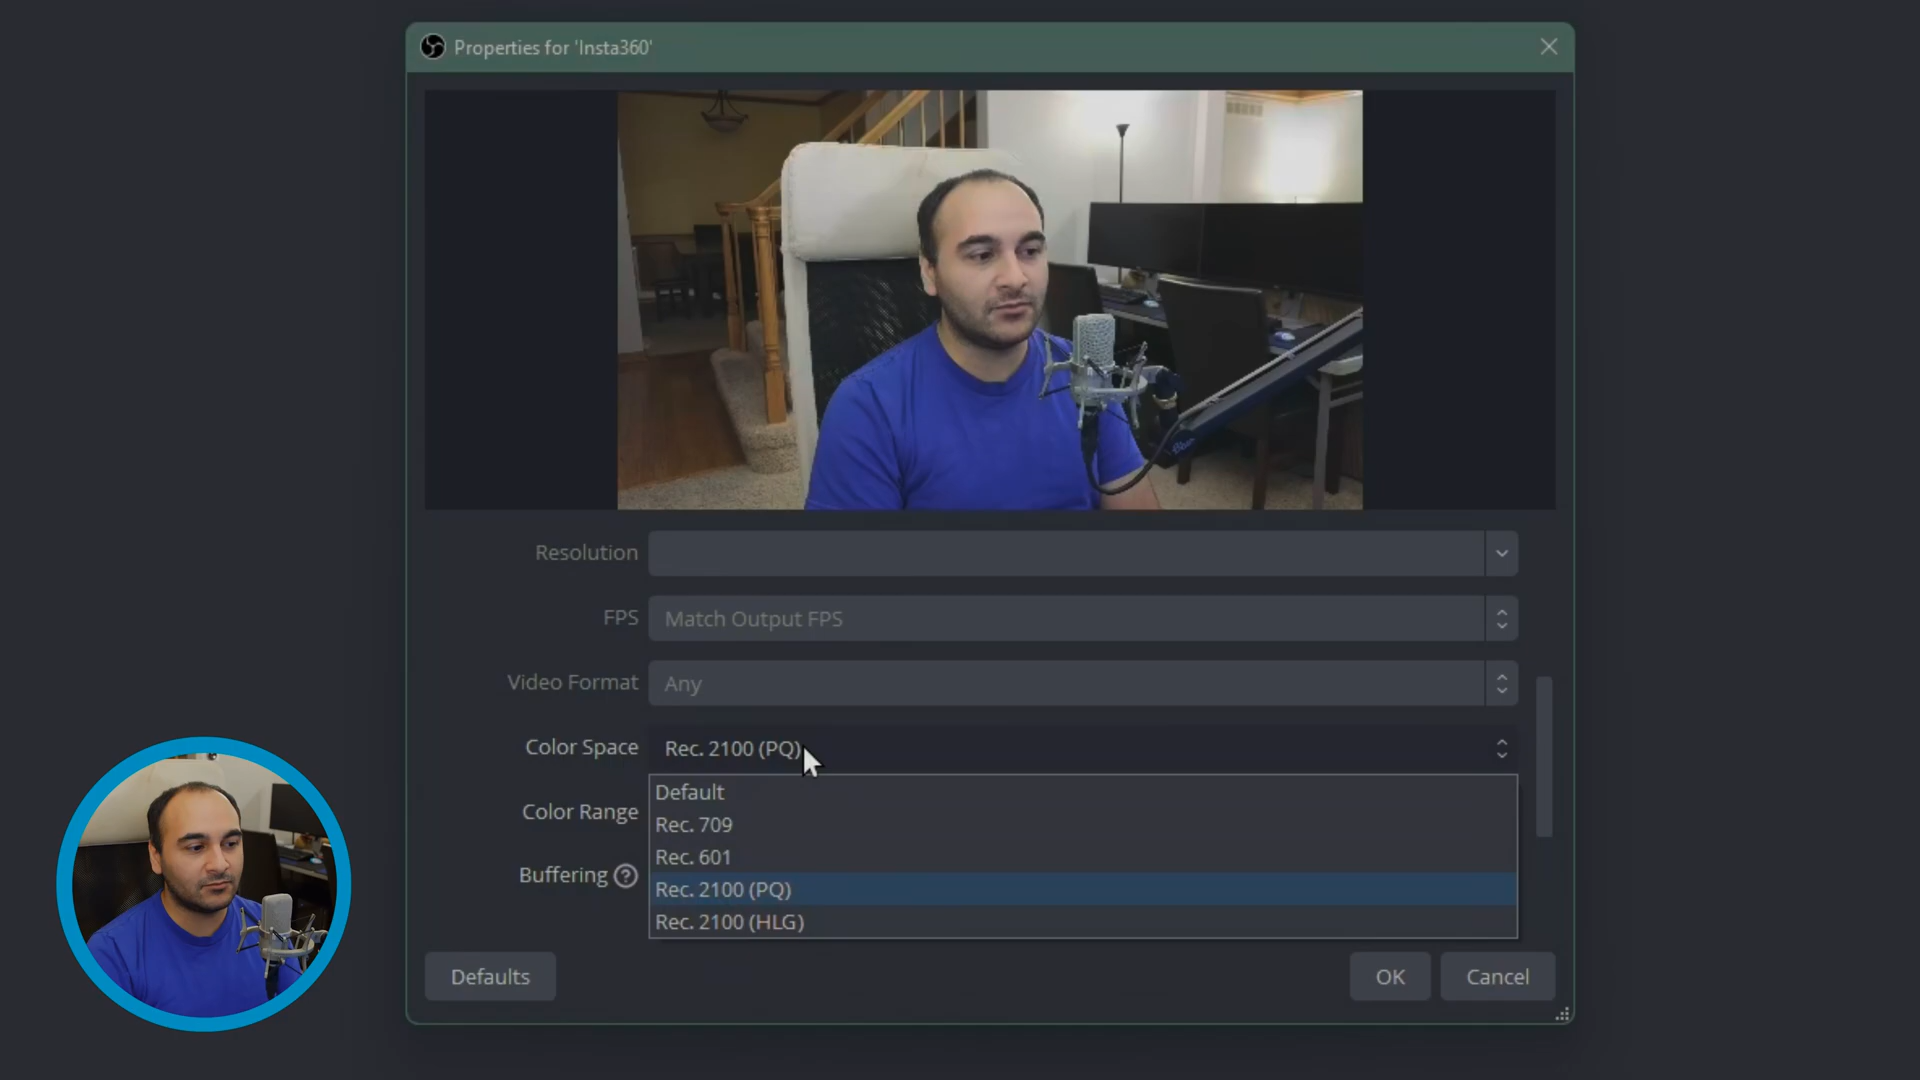 Properties for 'Insta360'
Resolution
FPS
Match Output FPS
Video Format
Any
Color Space
Rec. 2100 (PQ)
Default
Color Range
Rec. 709
Rec. 601
Buffering
?
Rec. 2100 (PQ)
Rec. 2100 (HLG)
Defaults
OK
Cancel